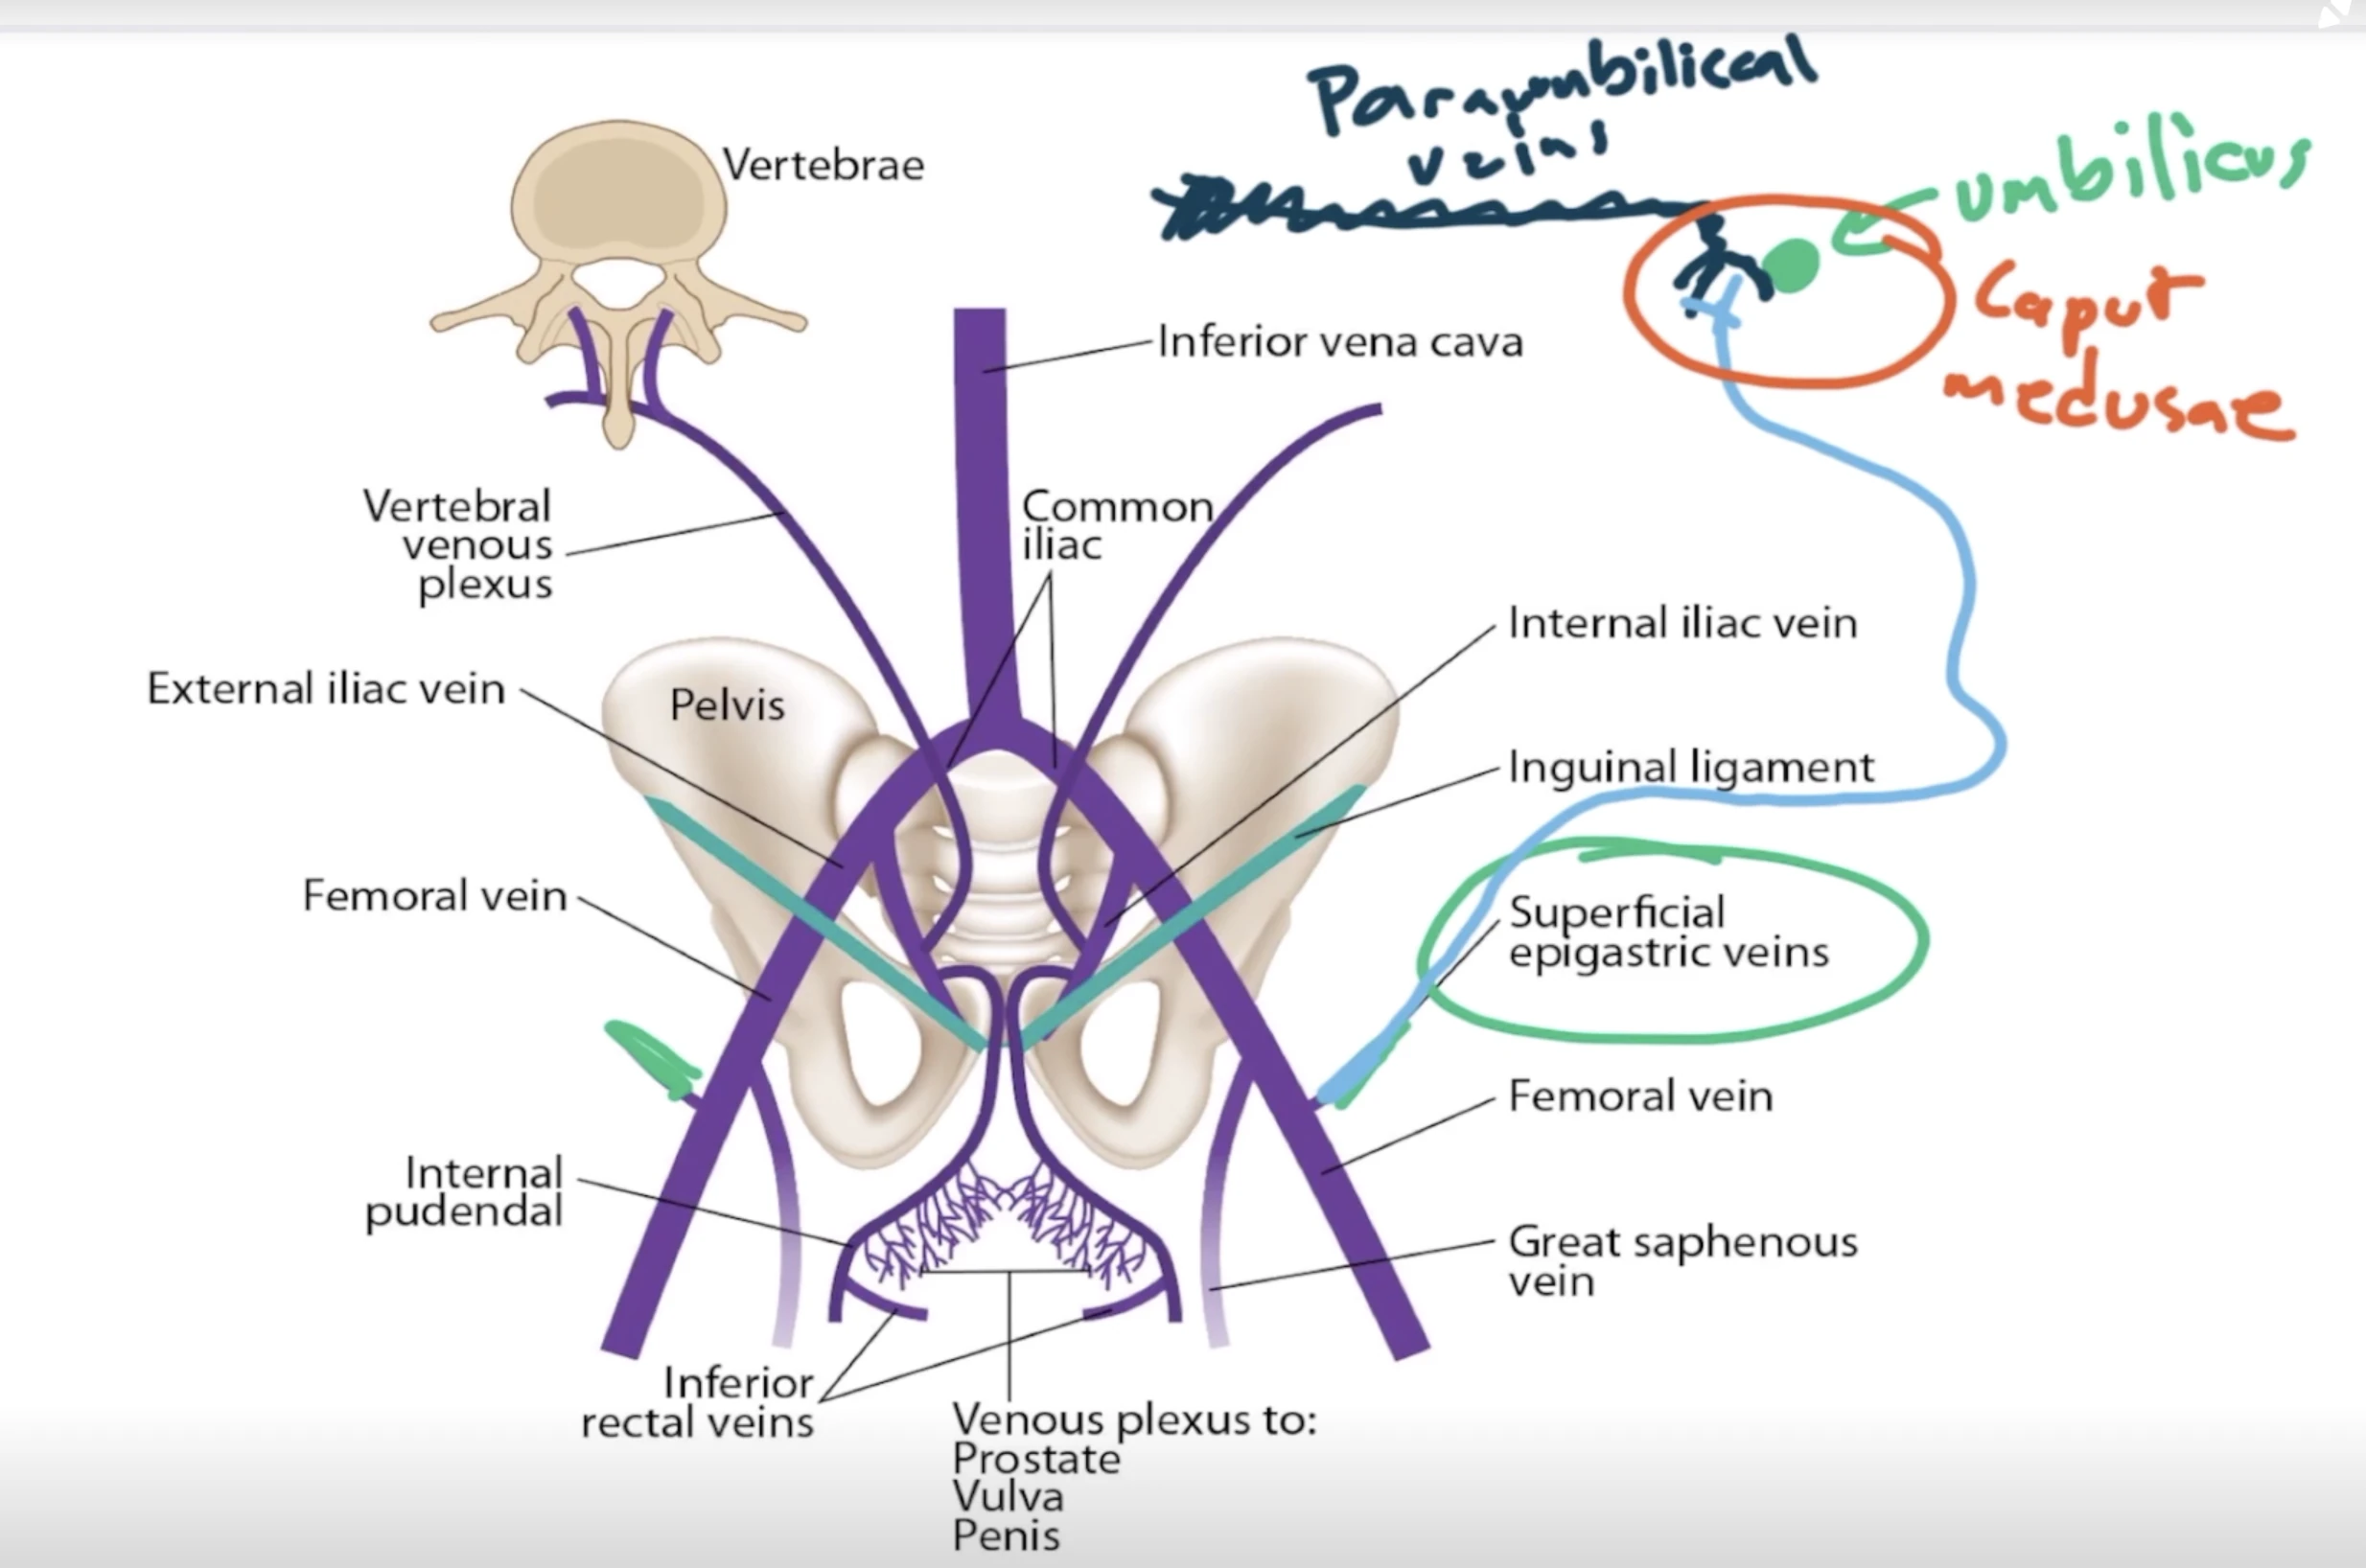 Paraumbilical
veins
umbilicus
Caput
medusae
Vertebrae
Inferior vena cava
Vertebral
venous
plexus
Common
iliac
Internal iliac vein
External iliac vein
Pelvis
Inguinal ligament
Femoral vein
Superficial
epigastric veins
Femoral vein
Internal
pudendal
Great saphenous
vein
Inferior
rectal veins
Venous plexus to:
Prostate
Vulva
Penis